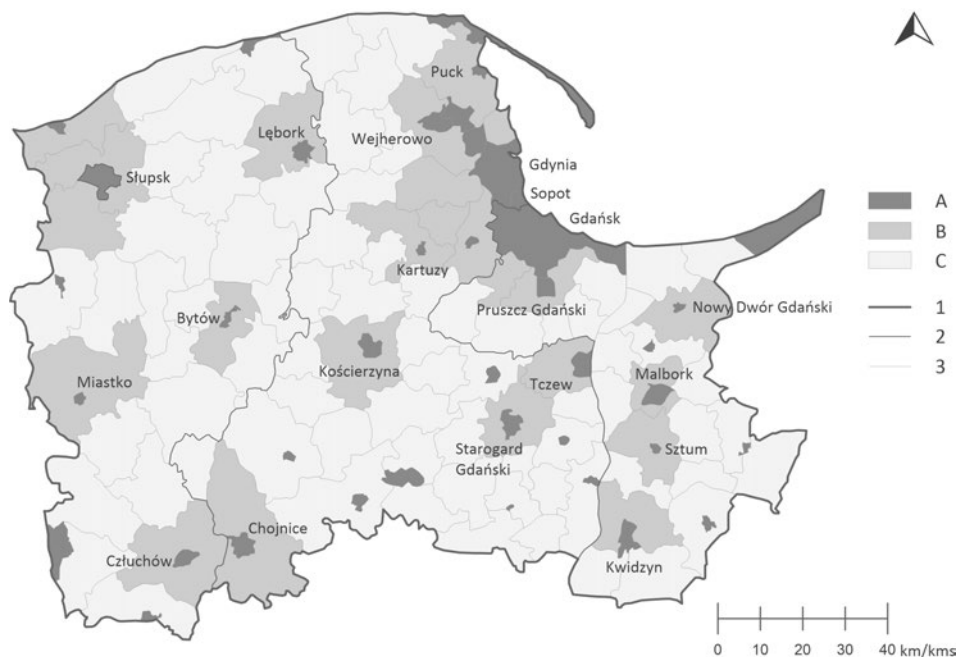 Puck
Lębork
Wejherowo
Gdynia
Słupsk
Sopot
Gdańsk
A
B
C
Kartuzy
Bytów
Pruszcz Gdański
Nowy Dwór Gdański
1
2
3
Kościerzyna
Miastko
Tczew
Malbork
Starogard
Gdański
Sztum
Chojnice
Człuchów
Kwidzyn
0 10 20 30 40 km/kms